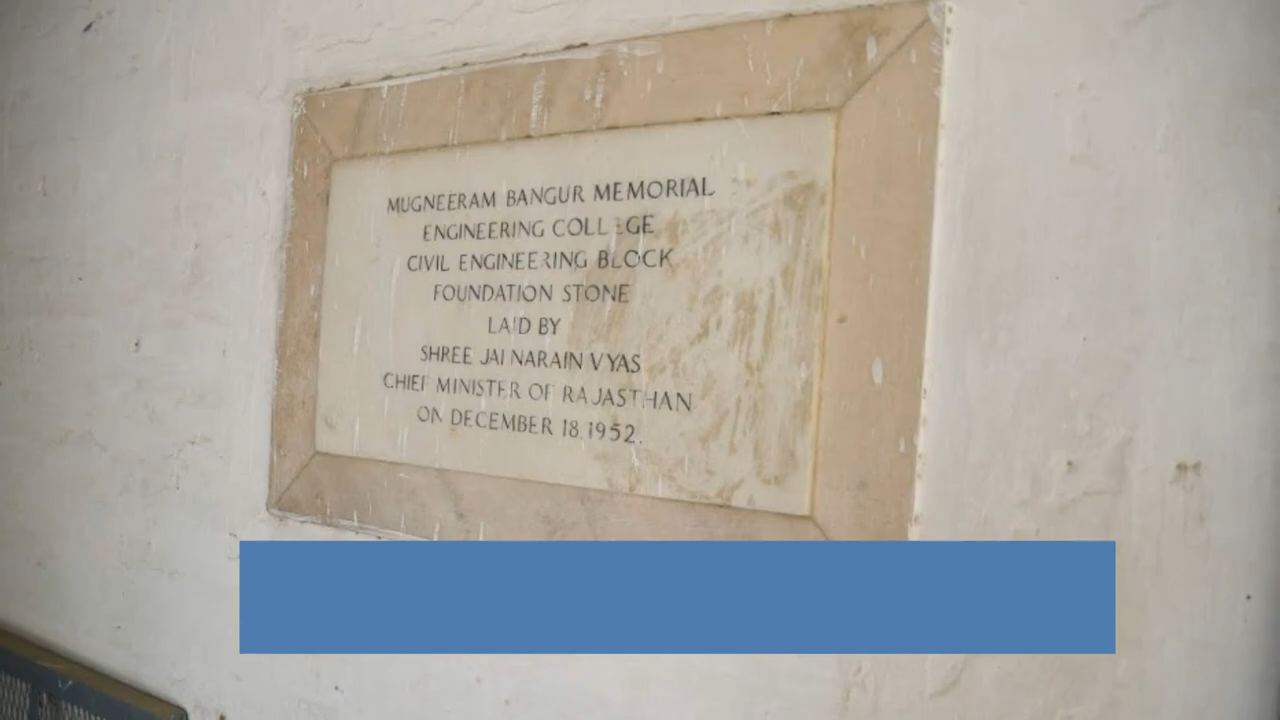 MUGNEERAM BANGUR MEMORIAL
ENGINEERING COLLEGE
CIVIL ENGINEERING BLOCK
FOUNDATION STONE
LAID BY
SHREE JAI NARAIN VYAS
CHIEF MINISTER OF RAJASTHAN
ON DECEMBER 18, 1952.